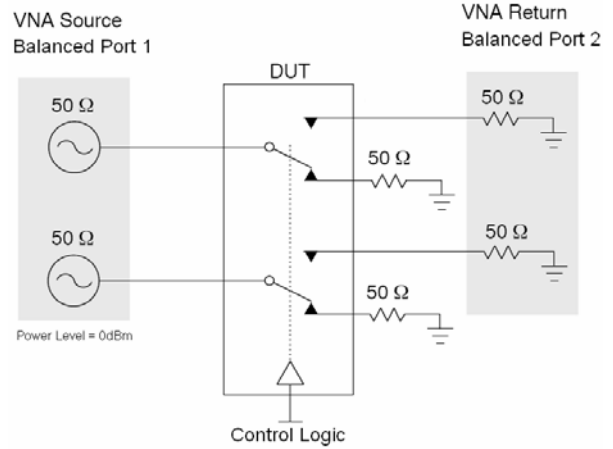 VNA Source
Balanced Port 1
VNA Return
Balanced Port 2
DUT
50 Ω
50 Ω
50 Ω
50 Ω
50 Ω
50 Ω
Power Level = 0dBm
Control Logic